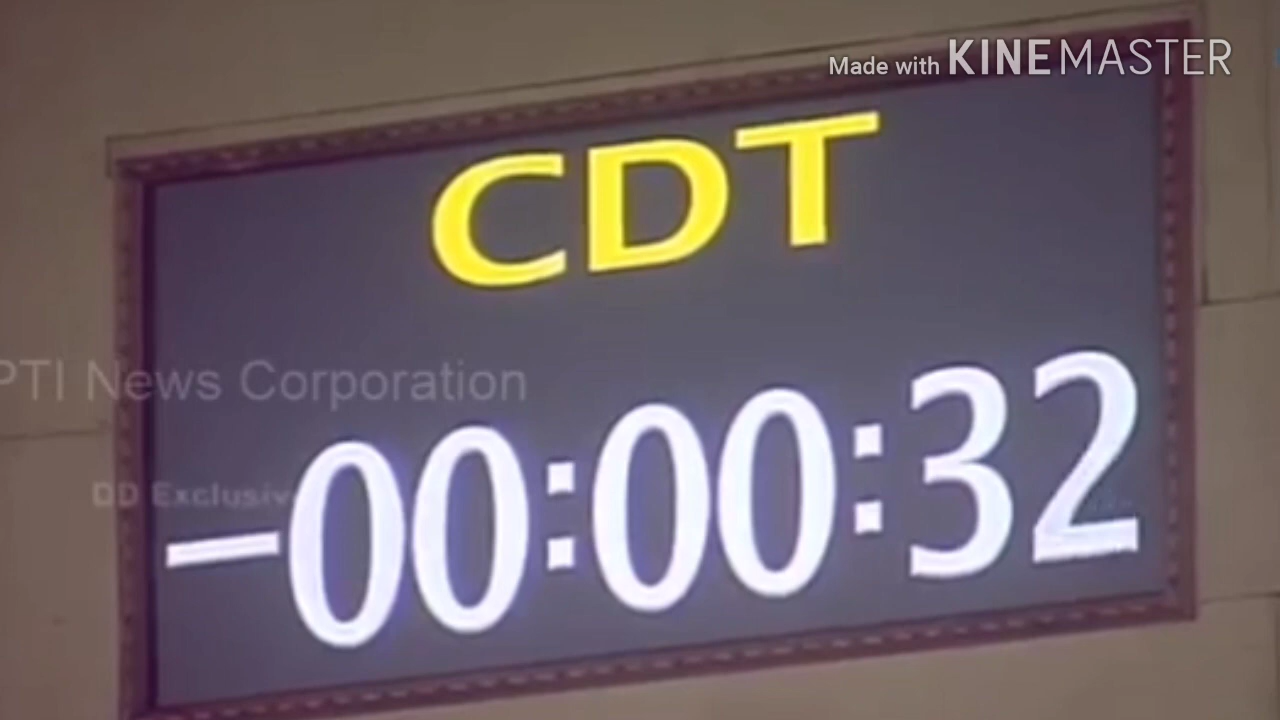 Made with KINEMASTER
CDT
PTI News Corporation
DD Exclusive
-00:00:32